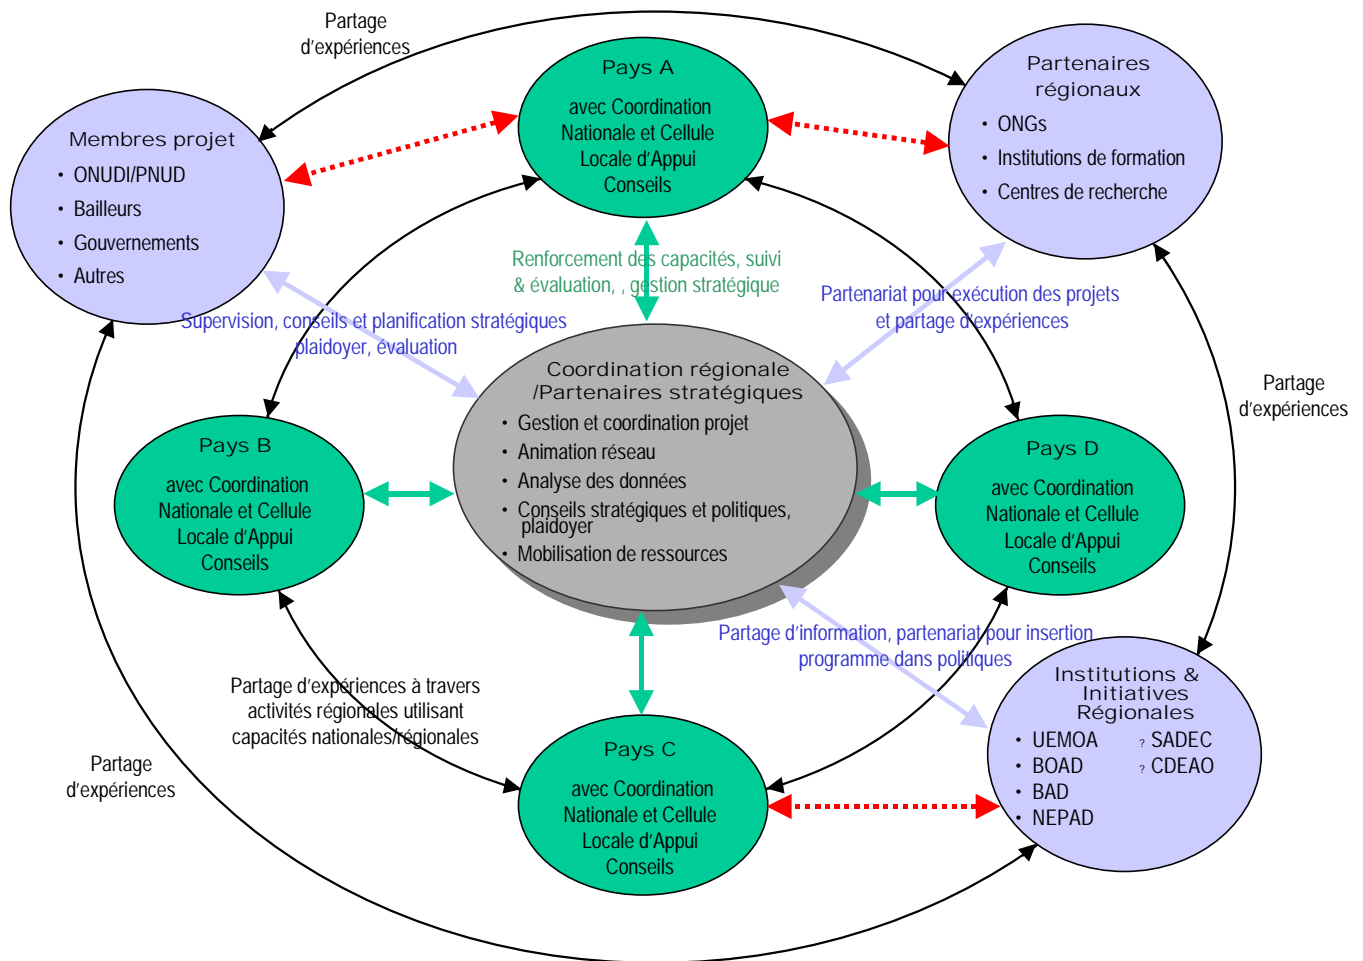 Partage
d'expériences
Pays A
avec Coordination
Nationale et Cellule
Locale d'Appui
Conseils
Partenaires
régionaux
• ONGs
• Institutions de formation
• Centres de recherche
Membres projet
• ONUDI/PNUD
• Bailleurs
• Gouvernements
• Autres
Renforcement des capacités, suivi
& évaluation, , gestion stratégique
Supervision, conseils et planification stratégiques
plaidoyer, évaluation
Partenariat pour exécution des projets
et partage d'expériences
Coordination régionale
/Partenaires stratégiques
• Gestion et coordination projet
• Animation réseau
• Analyse des données
• Conseils stratégiques et politiques,
plaidoyer
• Mobilisation de ressources
Partage
d'expériences
Pays B
avec Coordination
Nationale et Cellule
Locale d'Appui
Conseils
Pays D
avec Coordination
Nationale et Cellule
Locale d'Appui
Conseils
Partage d'information, partenariat pour insertion
programme dans politiques
Partage d'expériences à travers
activités régionales utilisant
capacités nationales/régionales
Pays C
avec Coordination
Nationale et Cellule
Locale d'Appui
Conseils
Institutions &
Initiatives
Régionales
• UEMOA ? SADEC
• BOAD ? CDEAO
• BAD
• NEPAD
Partage
d'expériences